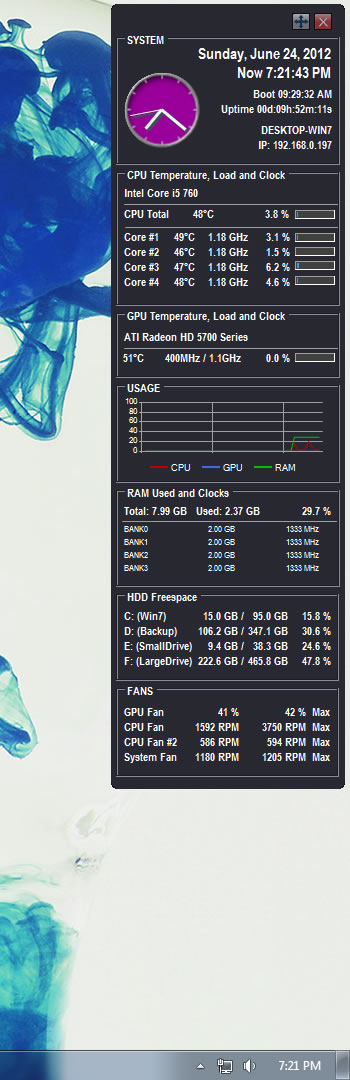 SYSTEM
Sunday, June 24, 2012
Now 7:21:43 PM
Boot 09:29:32 AM
Uptime 00d:09h:52m:11s
DESKTOP-WIN7
IP: 192.168.0.197
CPU Temperature, Load and Clock
Intel Core i5 760
CPU Total 48°C 3.8 %
Core #1 49°C 1.18 GHz 3.1 %
Core #2 46°C 1.18 GHz 1.5 %
Core #3 47°C 1.18 GHz 6.2 %
Core #4 48°C 1.18 GHz 4.6 %
GPU Temperature, Load and Clock
ATI Radeon HD 5700 Series
51°C 400MHz / 1.1GHz 0.0 %
USAGE
100
80
60
40
20
0
CPU GPU RAM
RAM Used and Clocks
Total: 7.99 GB Used: 2.37 GB 29.7 %
BANK0 2.00 GB 1333 MHz
BANK1 2.00 GB 1333 MHz
BANK2 2.00 GB 1333 MHz
BANK3 2.00 GB 1333 MHz
HDD Freespace
C: (Win7) 15.0 GB / 95.0 GB 15.8 %
D: (Backup) 106.2 GB / 347.1 GB 30.6 %
E: (SmallDrive) 9.4 GB / 38.3 GB 24.6 %
F: (LargeDrive) 222.6 GB / 465.8 GB 47.8 %
FANS
GPU Fan 41 % 42 % Max
CPU Fan 1592 RPM 3750 RPM Max
CPU Fan #2 586 RPM 594 RPM Max
System Fan 1180 RPM 1205 RPM Max
7:21 PM